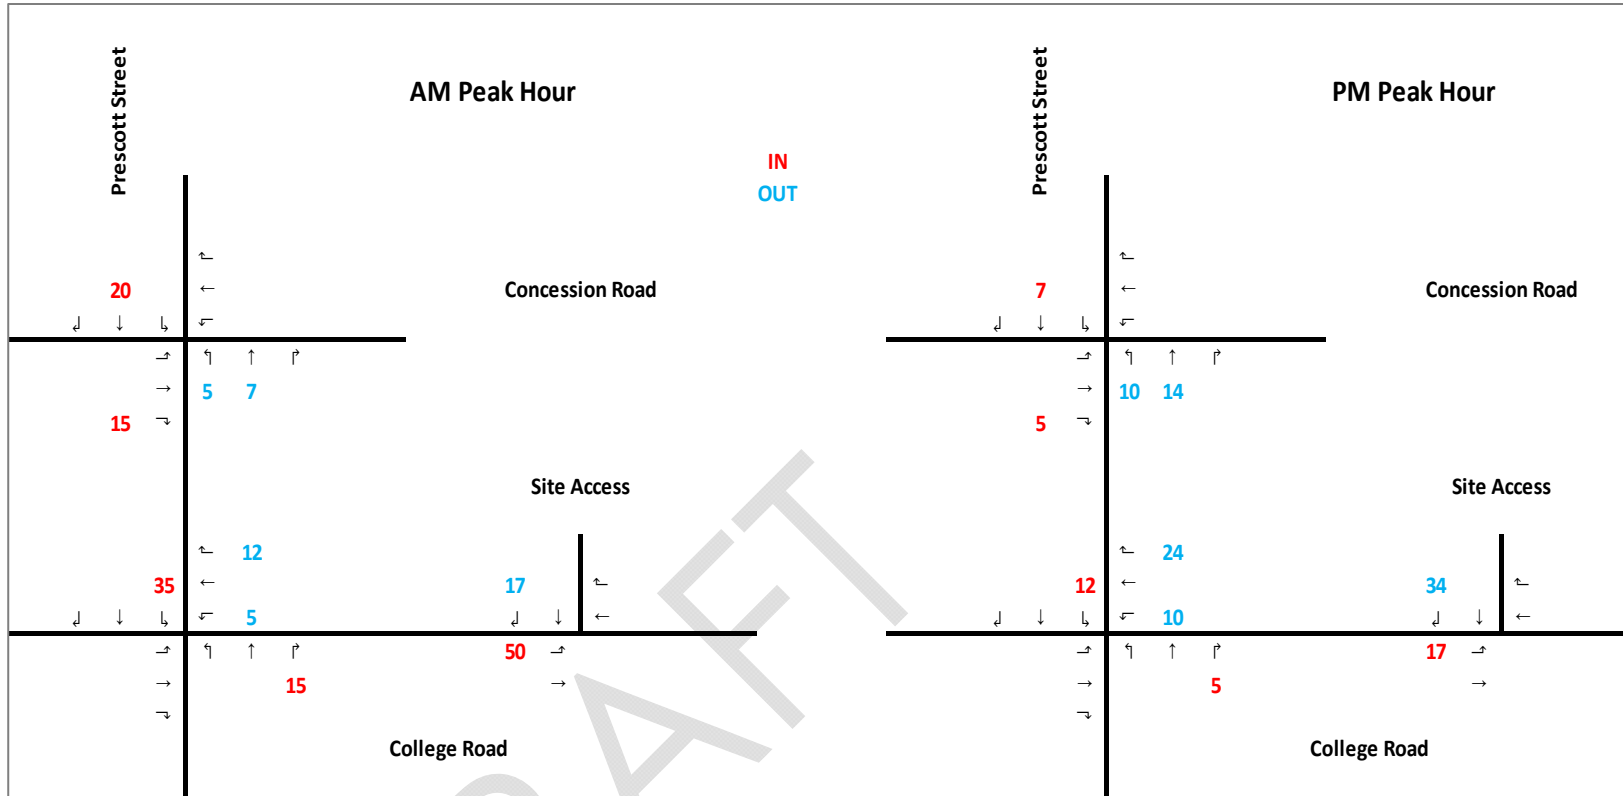 Prescott Street
AM Peak Hour
IN
OUT
20
Concession Road
5 7
15
Site Access
12
35
17
5
50
15
College Road
Prescott Street
PM Peak Hour
7
Concession Road
10 14
5
Site Access
24
12
34
10
17
5
College Road
DRAFT